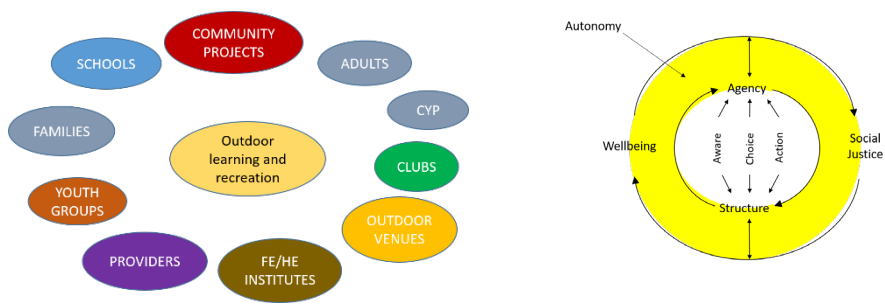 COMMUNITY
PROJECTS
SCHOOLS
ADULTS
CYP
FAMILIES
Outdoor
learning and
recreation
CLUBS
YOUTH
GROUPS
OUTDOOR
VENUES
PROVIDERS
FE/HE
INSTITUTES
Autonomy
Agency
Wellbeing
Aware
Choice
Action
Social
Justice
Structure